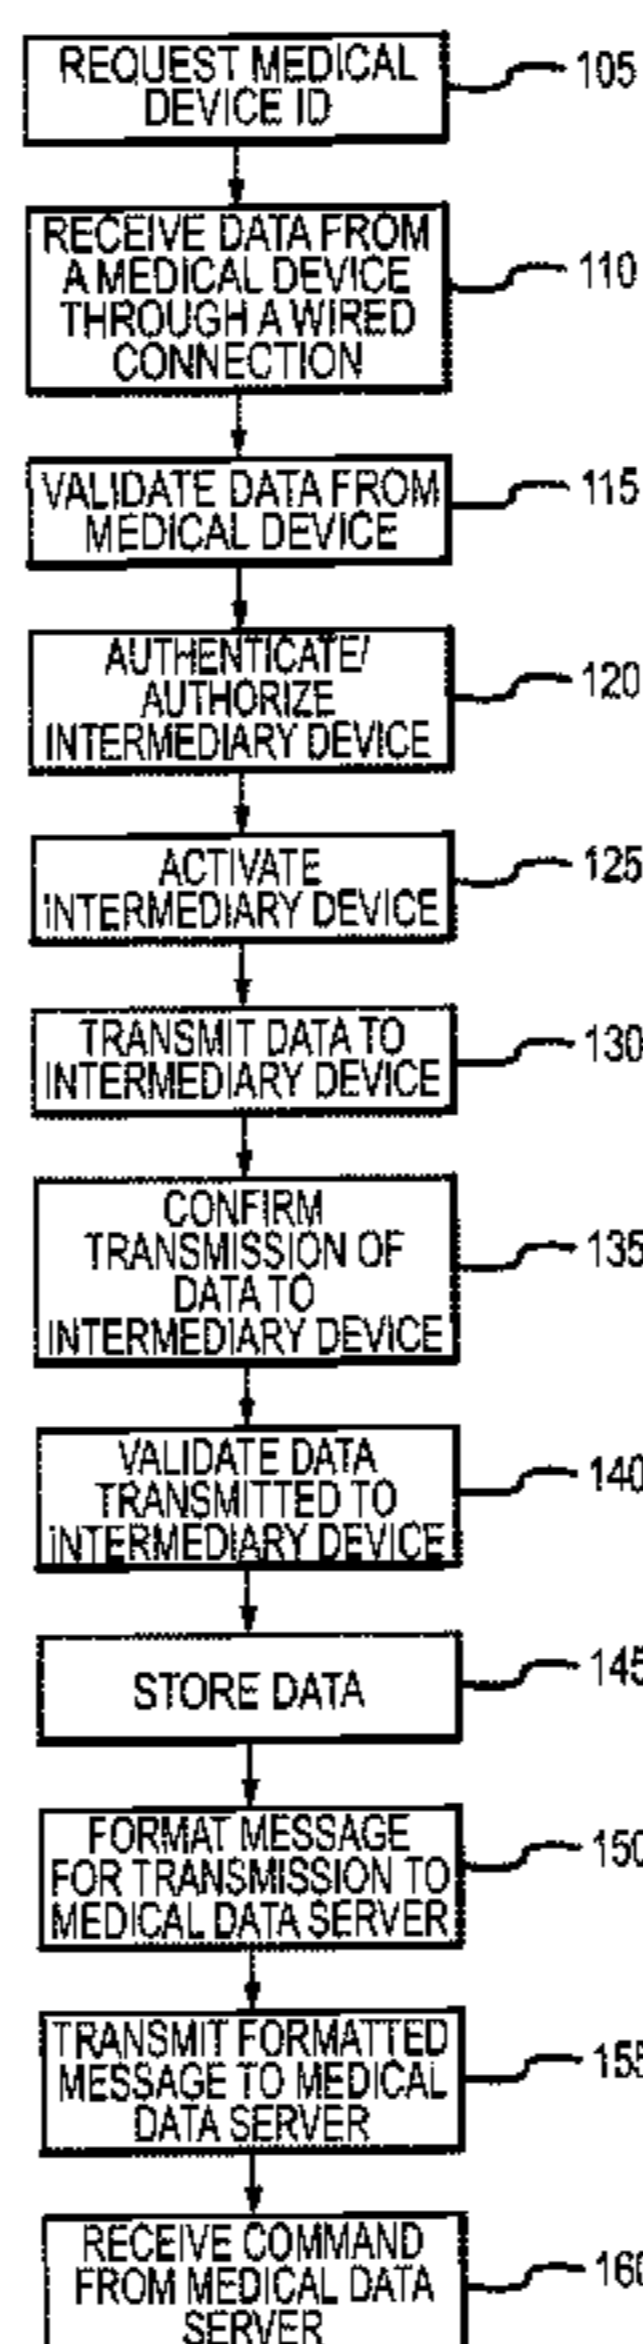 REQUEST MEDICAL
DEVICE ID
105
RECEIVE DATA FROM
A MEDICAL DEVICE
THROUGH A WIRED
CONNECTION
110
VALIDATE DATA FROM
MEDICAL DEVICE
115
AUTHENTICATE/
AUTHORIZE
INTERMEDIARY DEVICE
120
ACTIVATE
INTERMEDIARY DEVICE
125
TRANSMIT DATA TO
INTERMEDIARY DEVICE
130
CONFIRM
TRANSMISSION OF
DATA TO
INTERMEDIARY DEVICE
135
VALIDATE DATA
TRANSMITTED TO
INTERMEDIARY DEVICE
140
STORE DATA
145
FORMAT MESSAGE
FOR TRANSMISSION TO
MEDICAL DATA SERVER
150
TRANSMIT FORMATTED
MESSAGE TO MEDICAL
DATA SERVER
155
RECEIVE COMMAND
FROM MEDICAL DATA
SERVER
160